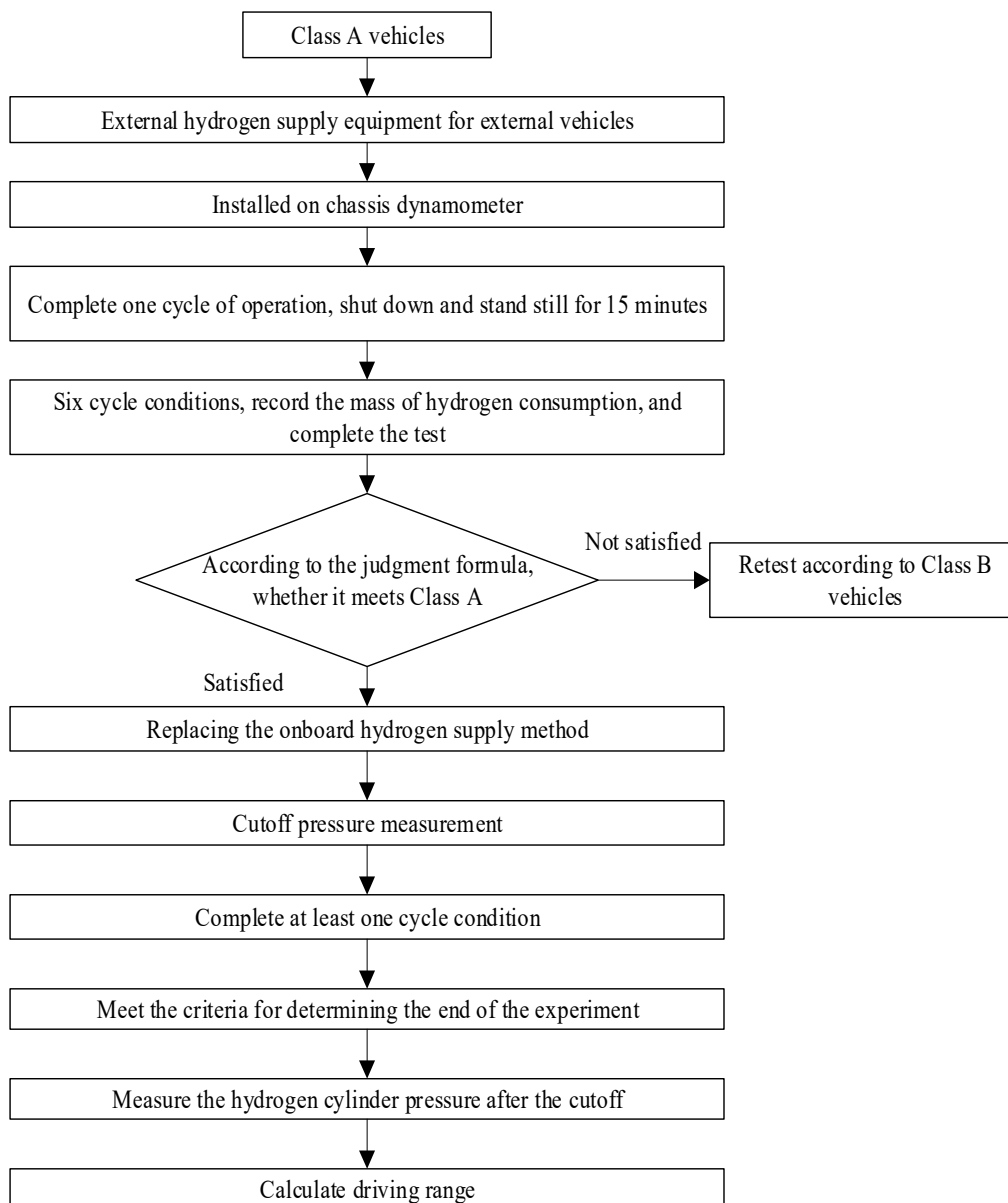 Class A vehicles
External hydrogen supply equipment for external vehicles
Installed on chassis dynamometer
Complete one cycle of operation, shut down and stand still for 15 minutes
Six cycle conditions, record the mass of hydrogen consumption, and
complete the test
According to the judgment formula,
whether it meets Class A
Not satisfied
Retest according to Class B
vehicles
Satisfied
Replacing the onboard hydrogen supply method
Cutoff pressure measurement
Complete at least one cycle condition
Meet the criteria for determining the end of the experiment
Measure the hydrogen cylinder pressure after the cutoff
Calculate driving range